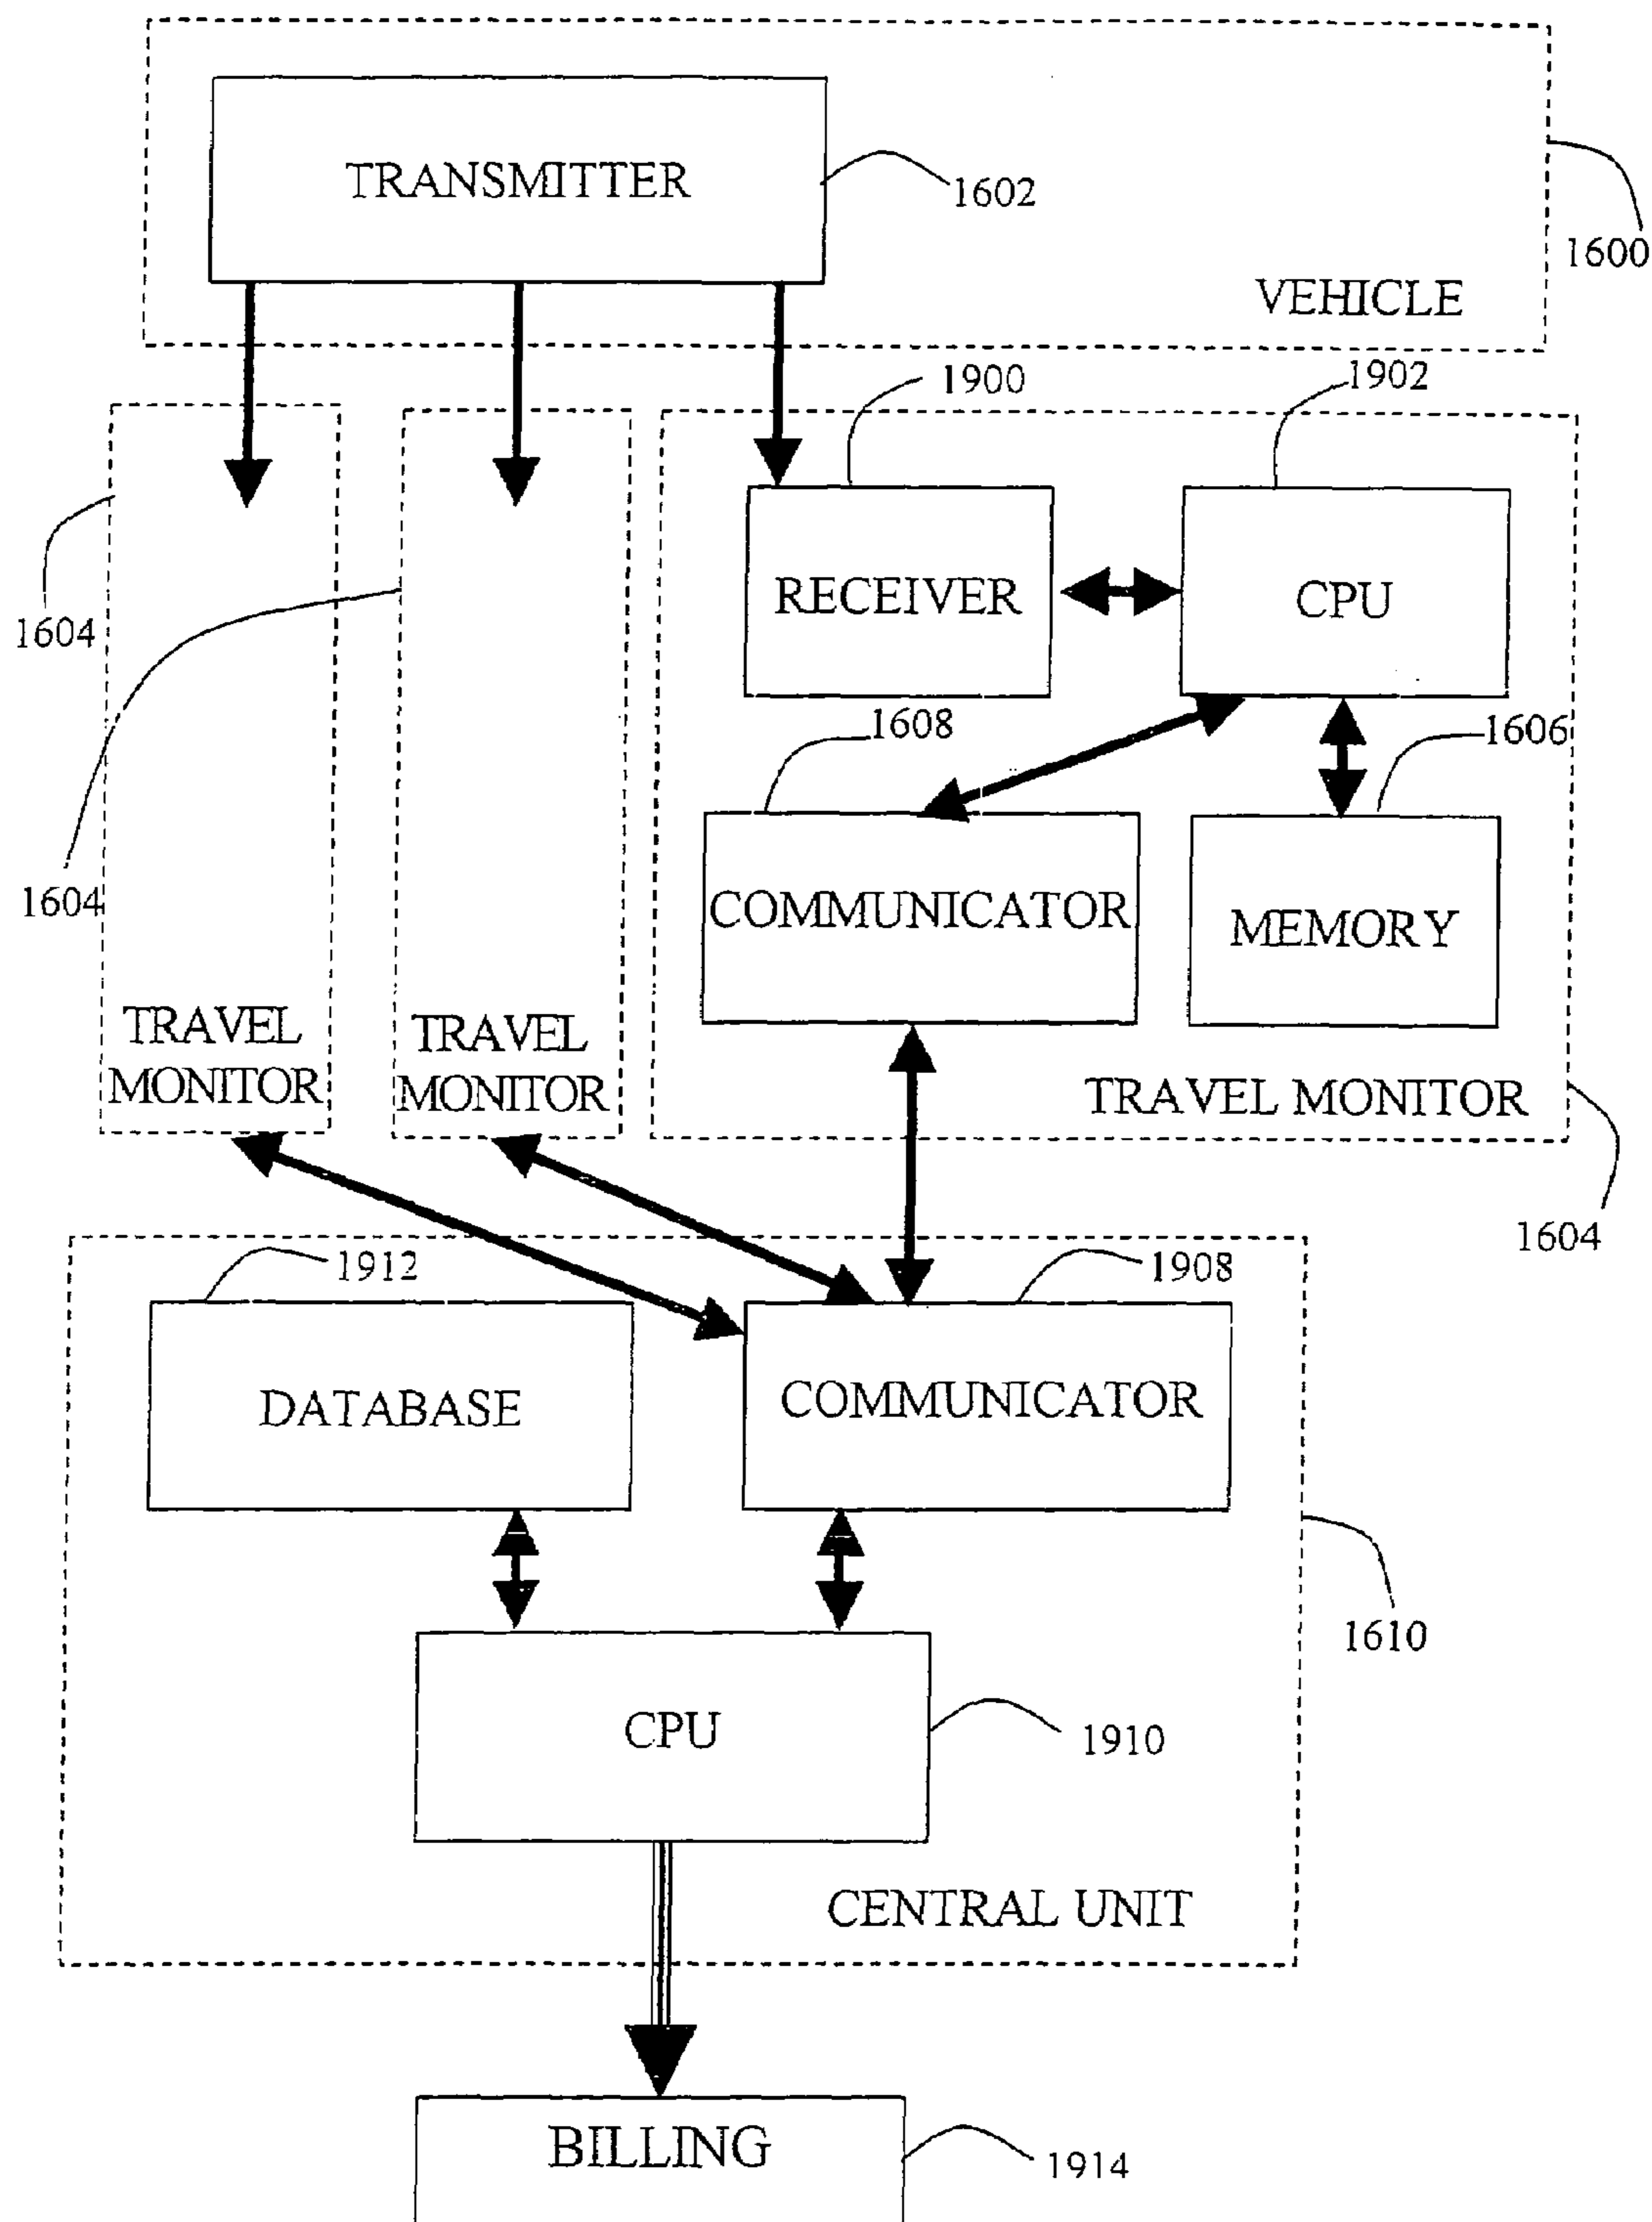 TRANSMITTER
1602
1600
VEHICLE
1900
1902
1604
RECEIVER
CPU
1608
1606
1604
COMMUNICATOR
MEMORY
TRAVEL
MONITOR
TRAVEL
MONITOR
TRAVEL MONITOR
1604
1912
1908
DATABASE
COMMUNICATOR
1610
CPU
1910
CENTRAL UNIT
BILLING
1914